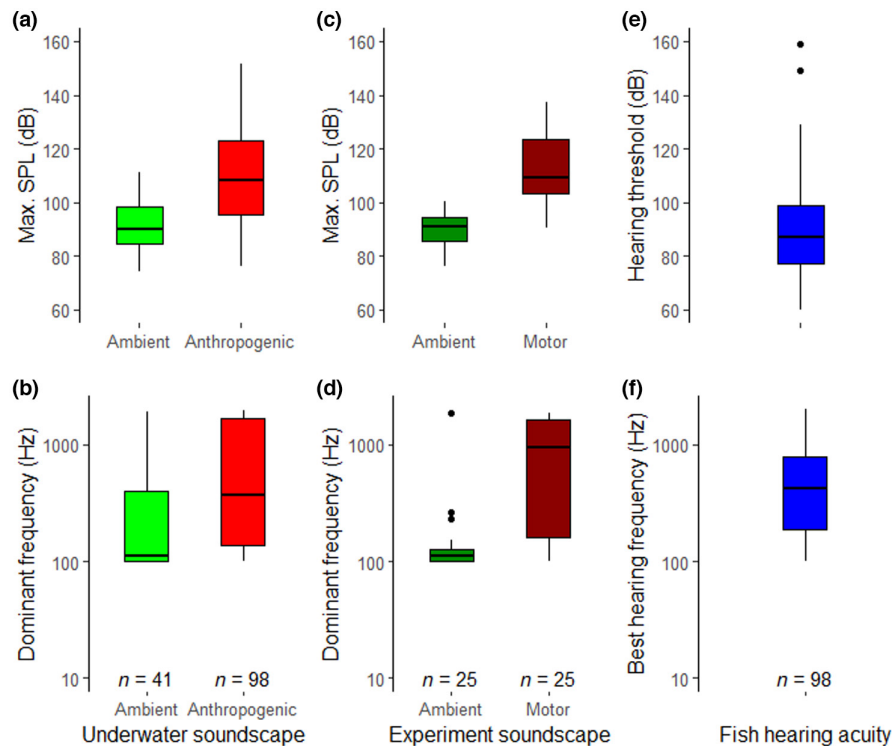 (a)
Max. SPL (dB)
160
140
120
100
80
60
Ambient Anthropogenic
(c)
Max. SPL (dB)
160
140
120
100
80
60
Ambient Motor
(e)
Hearing threshold (dB)
160
140
120
100
80
60
(b)
Dominant frequency (Hz)
1000
100
10
n = 41 n = 98
Ambient Anthropogenic
Underwater soundscape
(d)
Dominant frequency (Hz)
1000
100
10
n = 25 n = 25
Ambient Motor
Experiment soundscape
(f)
Best hearing frequency (Hz)
1000
100
10
n = 98
Fish hearing acuity